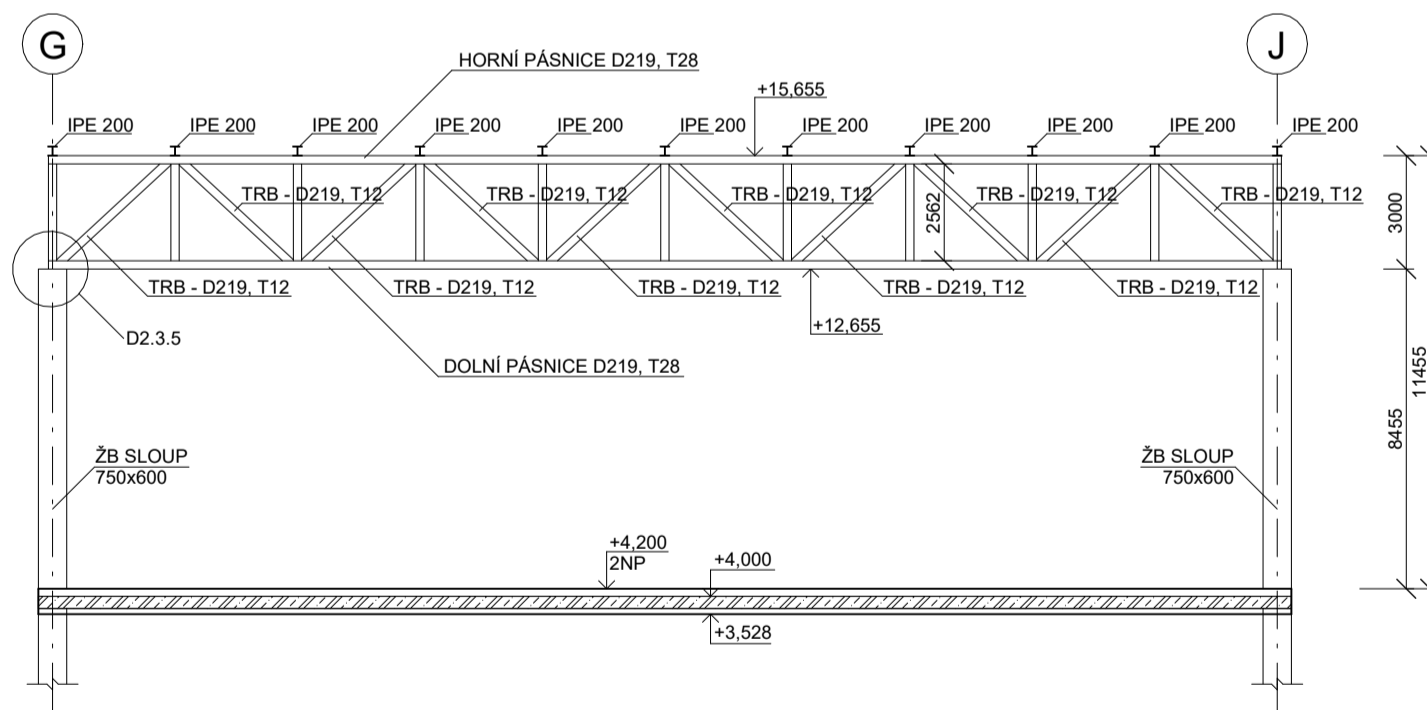 G
J
HORNÍ PÁSNICE D219, T28
+15,655
IPE 200
IPE 200
IPE 200
IPE 200
IPE 200
IPE 200
IPE 200
IPE 200
IPE 200
IPE 200
IPE 200
TRB - D219, T12
TRB - D219, T12
TRB - D219, T12
TRB - D219, T12
TRB - D219, T12
2562
3000
TRB - D219, T12
TRB - D219, T12
TRB - D219, T12
TRB - D219, T12
TRB - D219, T12
D2.3.5
+12,655
DOLNÍ PÁSNICE D219, T28
11455
8455
ŽB SLOUP
750x600
ŽB SLOUP
750x600
+4,200
2NP
+4,000
+3,528